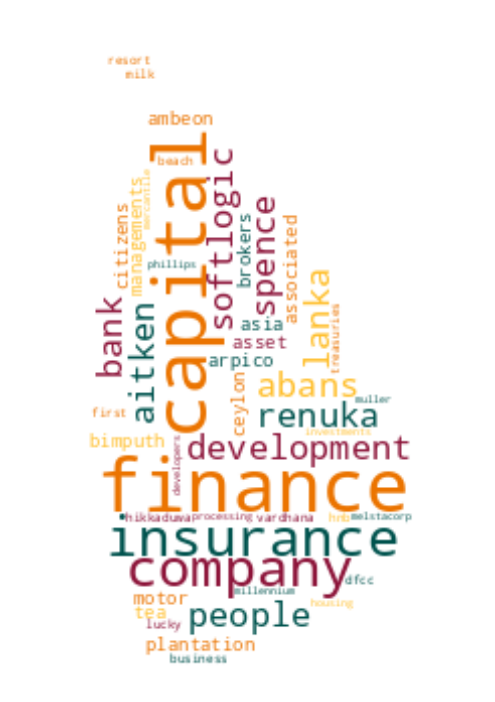 resort
milk
ambeon
beach
capital
softlogic
mercantile
managements
citizens
phillips
brokers
spence
associated
bank
aitken
asia
asset
arpico
lanka
treasuries
ceylon
abans
muller
first
renuka
bimputh
investments
developers
development
finance
hikkaduwa
processing
vardhana
hnb
melstacorp
insurance
company
dfcc
millennium
motor
housing
tea
lucky
people
plantation
business